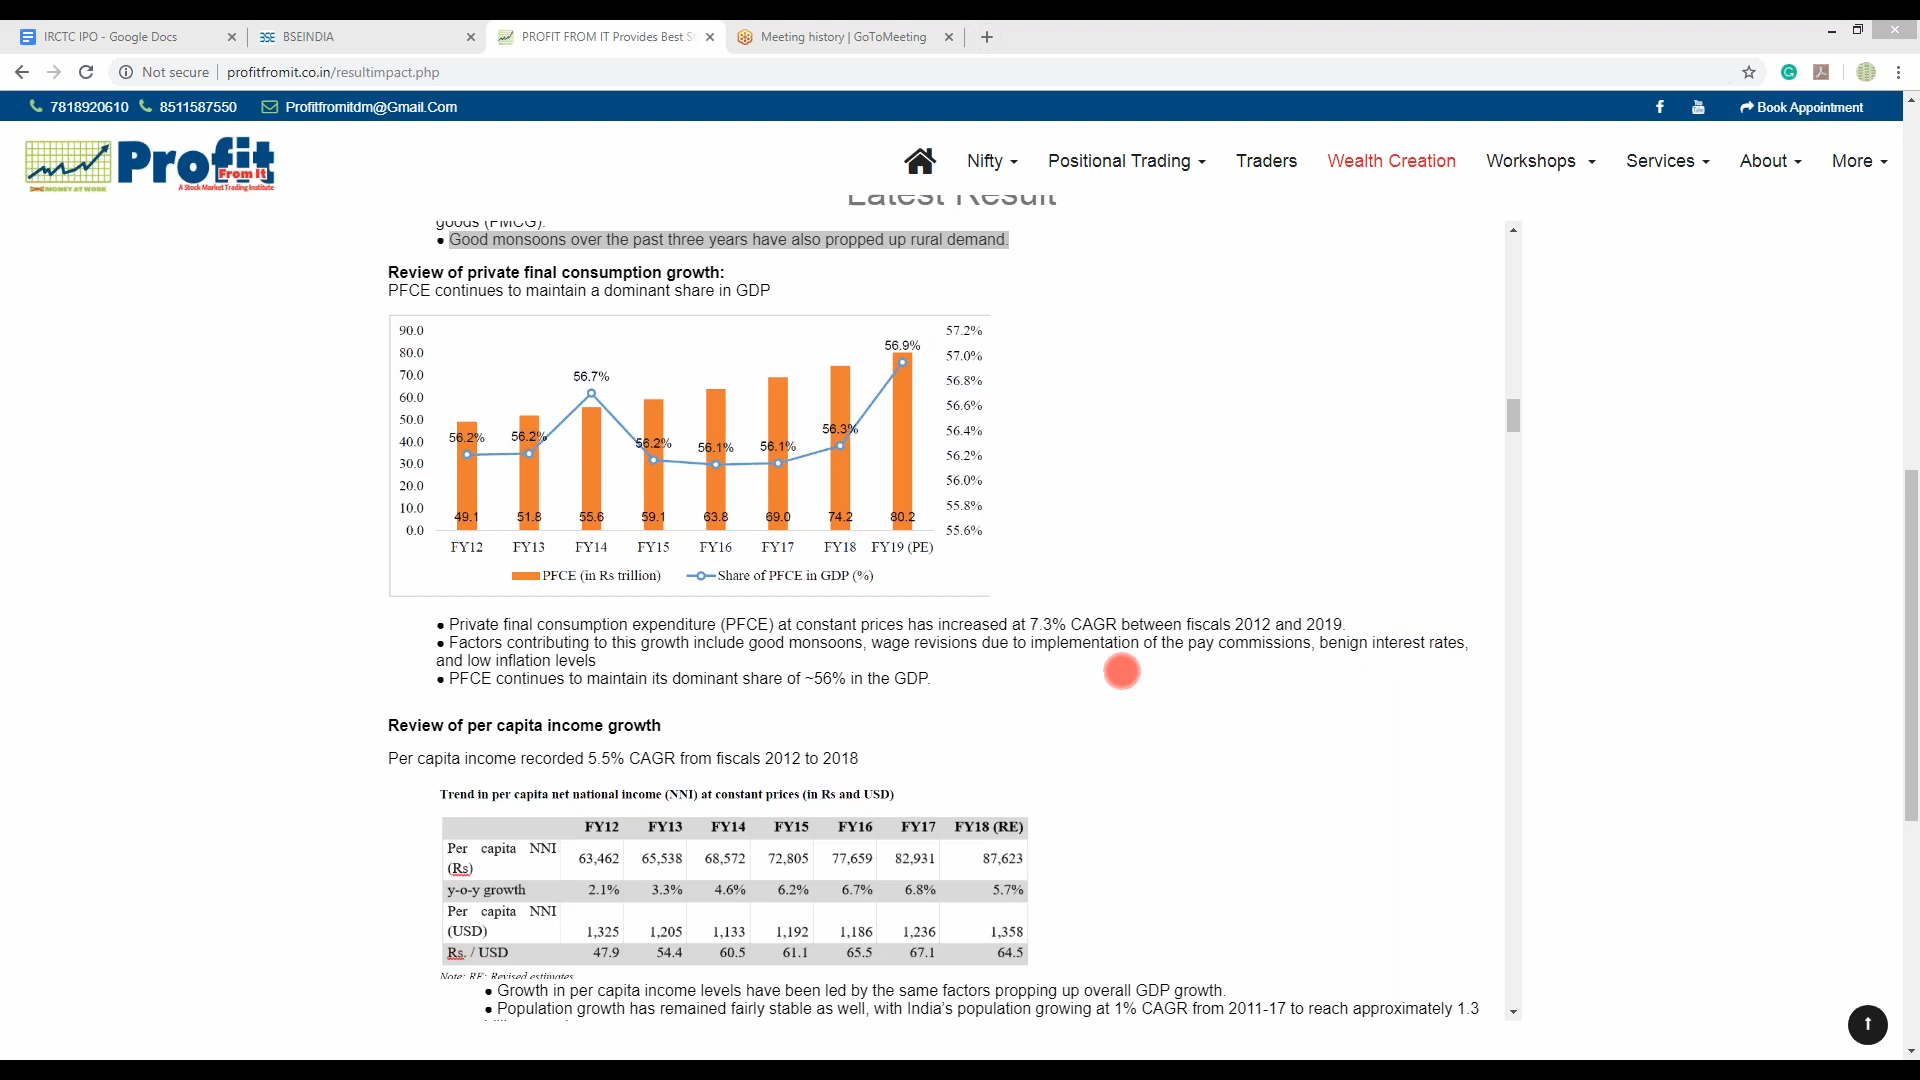 IRCTC IPO - Google Docs
BSEINDIA
PROFIT FROM IT Provides Best S
Meeting history | GoToMeeting
Not secure | profitfromit.co.in/resultimpact.php
7818920610 8511587550 Profitfromitdm@Gmail.Com
Book Appointment
Profit
From It
A Stock Market Trading Institute
MONEY AT WORK
Nifty Positional Trading Traders Wealth Creation Workshops Services About More
Latest Result
goods (FMCG).
● Good monsoons over the past three years have also propped up rural demand.
Review of private final consumption growth:
PFCE continues to maintain a dominant share in GDP
90.0 57.2%
80.0 57.0%
70.0 56.8%
60.0 56.6%
50.0 56.4%
40.0 56.2%
30.0 56.0%
20.0 55.8%
10.0 55.6%
0.0
56.2% 56.2% 56.7% 56.2% 56.1% 56.1% 56.3% 56.9%
49.1 51.8 55.6 59.1 63.8 69.0 74.2 80.2
FY12 FY13 FY14 FY15 FY16 FY17 FY18 FY19 (PE)
PFCE (in Rs trillion) Share of PFCE in GDP (%)
● Private final consumption expenditure (PFCE) at constant prices has increased at 7.3% CAGR between fiscals 2012 and 2019.
● Factors contributing to this growth include good monsoons, wage revisions due to implementation of the pay commissions, benign interest rates,
and low inflation levels
● PFCE continues to maintain its dominant share of ~56% in the GDP.
Review of per capita income growth
Per capita income recorded 5.5% CAGR from fiscals 2012 to 2018
Trend in per capita net national income (NNI) at constant prices (in Rs and USD)
FY12 FY13 FY14 FY15 FY16 FY17 FY18 (RE)
Per capita NNI
(Rs) 63,462 65,538 68,572 72,805 77,659 82,931 87,623
y-o-y growth 2.1% 3.3% 4.6% 6.2% 6.7% 6.8% 5.7%
Per capita NNI
(USD) 1,325 1,205 1,133 1,192 1,186 1,236 1,358
Rs. / USD 47.9 54.4 60.5 61.1 65.5 67.1 64.5
Note: RE: Revised estimates
● Growth in per capita income levels have been led by the same factors propping up overall GDP growth.
● Population growth has remained fairly stable as well, with India's population growing at 1% CAGR from 2011-17 to reach approximately 1.3